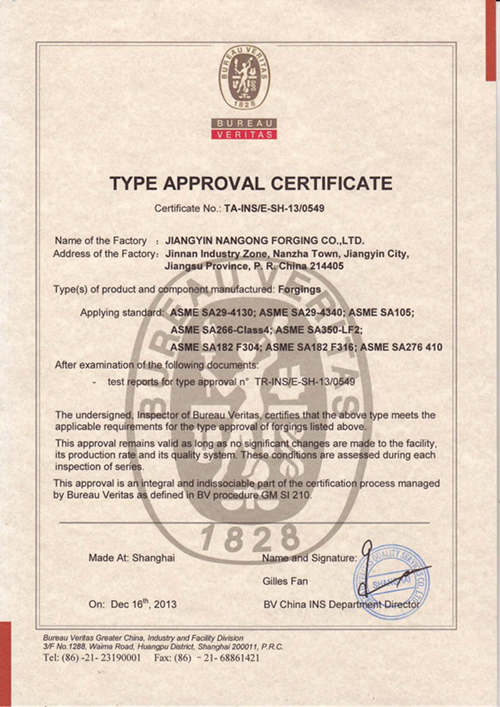 BUREAU VERITAS
1828
BUREAU
VERITAS
TYPE APPROVAL CERTIFICATE
Certificate No.: TA-INS/E-SH-13/0549
Name of the Factory : JIANGYIN NANGONG FORGING CO.,LTD.
Address of the Factory: Jinnan Industry Zone, Nanzha Town, Jiangyin City,
Jiangsu Province, P. R. China 214405
Type(s) of product and component manufactured: Forgings
Applying standard: ASME SA29-4130; ASME SA29-4340; ASME SA105;
ASME SA266-Class4; ASME SA350-LF2;
ASME SA182 F304; ASME SA182 F316; ASME SA276 410
After examination of the following documents:
- test reports for type approval n° TR-INS/E-SH-13/0549
The undersigned, Inspector of Bureau Veritas, certifies that the above type meets the
applicable requirements for the type approval of forgings listed above.
This approval remains valid as long as no significant changes are made to the facility,
its production rate and its quality system. These conditions are assessed during each
inspection of series.
This approval is an integral and indissociable part of the certification process managed
by Bureau Veritas as defined in BV procedure GM SI 210.
BUREAU VERITAS
1828
Made At: Shanghai
Name and Signature:
Gilles Fan
SHANGHAI
On: Dec 16th, 2013
BV China INS Department Director
Bureau Veritas Greater China, Industry and Facility Division
3/F No.1288, Waima Road, Huangpu District, Shanghai 200011, P.R.C.
Tel: (86) -21- 23190001 Fax: (86) - 21- 68861421